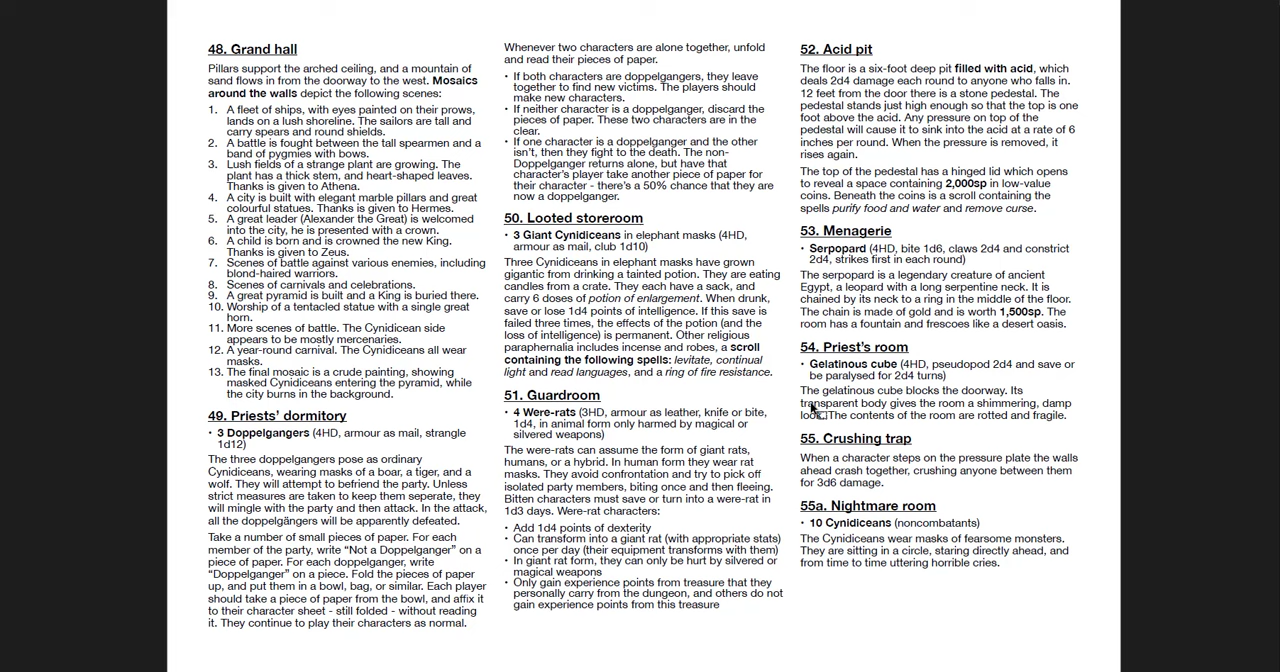 48. Grand hall
Pillars support the arched ceiling, and a mountain of
sand flows in from the doorway to the west. Mosaics
around the walls depict the following scenes:
1. A fleet of ships, with eyes painted on their prows,
lands on a lush shoreline. The sailors are tall and
carry spears and round shields.
2. A battle is fought between the tall spearmen and a
band of pygmies with bows.
3. Lush fields of a strange plant are growing. The
plant has a thick stem, and heart-shaped leaves.
Thanks is given to Athena.
4. A city is built with elegant marble pillars and great
colourful statues. Thanks is given to Hermes.
5. A great leader (Alexander the Great) is welcomed
into the city, he is presented with a crown.
6. A child is born and is crowned the new King.
Thanks is given to Zeus.
7. Scenes of battle against various enemies, including
blond-haired warriors.
8. Scenes of carnivals and celebrations.
9. A great pyramid is built and a King is buried there.
10. Worship of a tentacled statue with a single great
horn.
11. More scenes of battle. The Cynidicean side
appears to be mostly mercenaries.
12. A year-round carnival. The Cynidiceans all wear
masks.
13. The final mosaic is a crude painting, showing
masked Cynidiceans entering the pyramid, while
the city burns in the background.
49. Priests' dormitory
• 3 Doppelgangers (4HD, armour as mail, strangle
1d12)
The three doppelgangers pose as ordinary
Cynidiceans, wearing masks of a boar, a tiger, and a
wolf. They will attempt to befriend the party. Unless
strict measures are taken to keep them seperate, they
will mingle with the party and then attack. In the attack,
all the doppelgängers will be apparently defeated.
Take a number of small pieces of paper. For each
member of the party, write “Not a Doppelganger” on a
piece of paper. For each doppelganger, write
“Doppelganger” on a piece. Fold the pieces of paper
up, and put them in a bowl, bag, or similar. Each player
should take a piece of paper from the bowl, and affix it
to their character sheet - still folded - without reading
it. They continue to play their characters as normal.
Whenever two characters are alone together, unfold
and read their pieces of paper.
• If both characters are doppelgangers, they leave
together to find new victims. The players should
make new characters.
• If neither character is a doppelganger, discard the
pieces of paper. These two characters are in the
clear.
• If one character is a doppelganger and the other
isn't, then they fight to the death. The non-
Doppelganger returns alone, but have that
character's player take another piece of paper for
their character - there's a 50% chance that they are
now a doppelganger.
50. Looted storeroom
• 3 Giant Cynidiceans in elephant masks (4HD,
armour as mail, club 1d10)
Three Cynidiceans in elephant masks have grown
gigantic from drinking a tainted potion. They are eating
candles from a crate. They each have a sack, and
carry 6 doses of potion of enlargement. When drunk,
save or lose 1d4 points of intelligence. If this save is
failed three times, the effects of the potion (and the
loss of intelligence) is permanent. Other religious
paraphernalia includes incense and robes, a scroll
containing the following spells: levitate, continual
light and read languages, and a ring of fire resistance.
51. Guardroom
• 4 Were-rats (3HD, armour as leather, knife or bite,
1d4, in animal form only harmed by magical or
silvered weapons)
The were-rats can assume the form of giant rats,
humans, or a hybrid. In human form they wear rat
masks. They avoid confrontation and try to pick off
isolated party members, biting once and then fleeing.
Bitten characters must save or turn into a were-rat in
1d3 days. Were-rat characters:
• Add 1d4 points of dexterity
• Can transform into a giant rat (with appropriate stats)
once per day (their equipment transforms with them)
• In giant rat form, they can only be hurt by silvered or
magical weapons
• Only gain experience points from treasure that they
personally carry from the dungeon, and others do not
gain experience points from this treasure
52. Acid pit
The floor is a six-foot deep pit filled with acid, which
deals 2d4 damage each round to anyone who falls in.
12 feet from the door there is a stone pedestal. The
pedestal stands just high enough so that the top is one
foot above the acid. Any pressure on top of the
pedestal will cause it to sink into the acid at a rate of 6
inches per round. When the pressure is removed, it
rises again.
The top of the pedestal has a hinged lid which opens
to reveal a space containing 2,000sp in low-value
coins. Beneath the coins is a scroll containing the
spells purify food and water and remove curse.
53. Menagerie
• Serpopard (4HD, bite 1d6, claws 2d4 and constrict
2d4, strikes first in each round)
The serpopard is a legendary creature of ancient
Egypt, a leopard with a long serpentine neck. It is
chained by its neck to a ring in the middle of the floor.
The chain is made of gold and is worth 1,500sp. The
room has a fountain and frescoes like a desert oasis.
54. Priest's room
• Gelatinous cube (4HD, pseudopod 2d4 and save or
be paralysed for 2d4 turns)
The gelatinous cube blocks the doorway. Its
transparent body gives the room a shimmering, damp
look. The contents of the room are rotted and fragile.
55. Crushing trap
When a character steps on the pressure plate the walls
ahead crash together, crushing anyone between them
for 3d6 damage.
55a. Nightmare room
• 10 Cynidiceans (noncombatants)
The Cynidiceans wear masks of fearsome monsters.
They are sitting in a circle, staring directly ahead, and
from time to time uttering horrible cries.